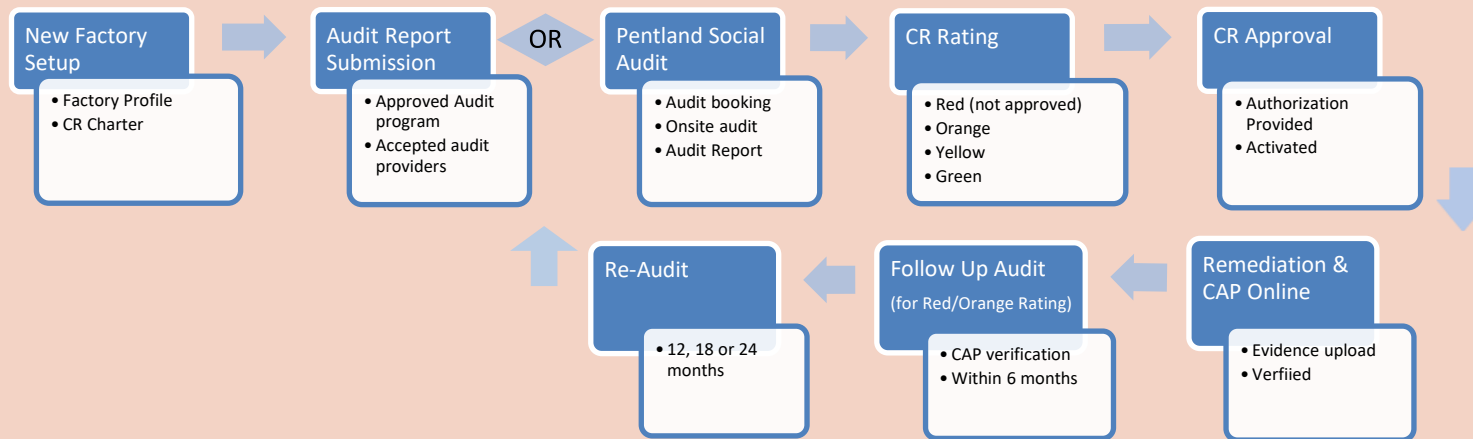 New Factory
Setup
• Factory Profile
• CR Charter
Audit Report
Submission
• Approved Audit
program
• Accepted audit
providers
OR
Pentland Social
Audit
• Audit booking
• Onsite audit
• Audit Report
CR Rating
• Red (not approved)
• Orange
• Yellow
• Green
CR Approval
• Authorization
Provided
• Activated
Remediation &
CAP Online
• Evidence upload
• Verfiied
Follow Up Audit
(for Red/Orange Rating)
• CAP verification
• Within 6 months
Re-Audit
• 12, 18 or 24
months